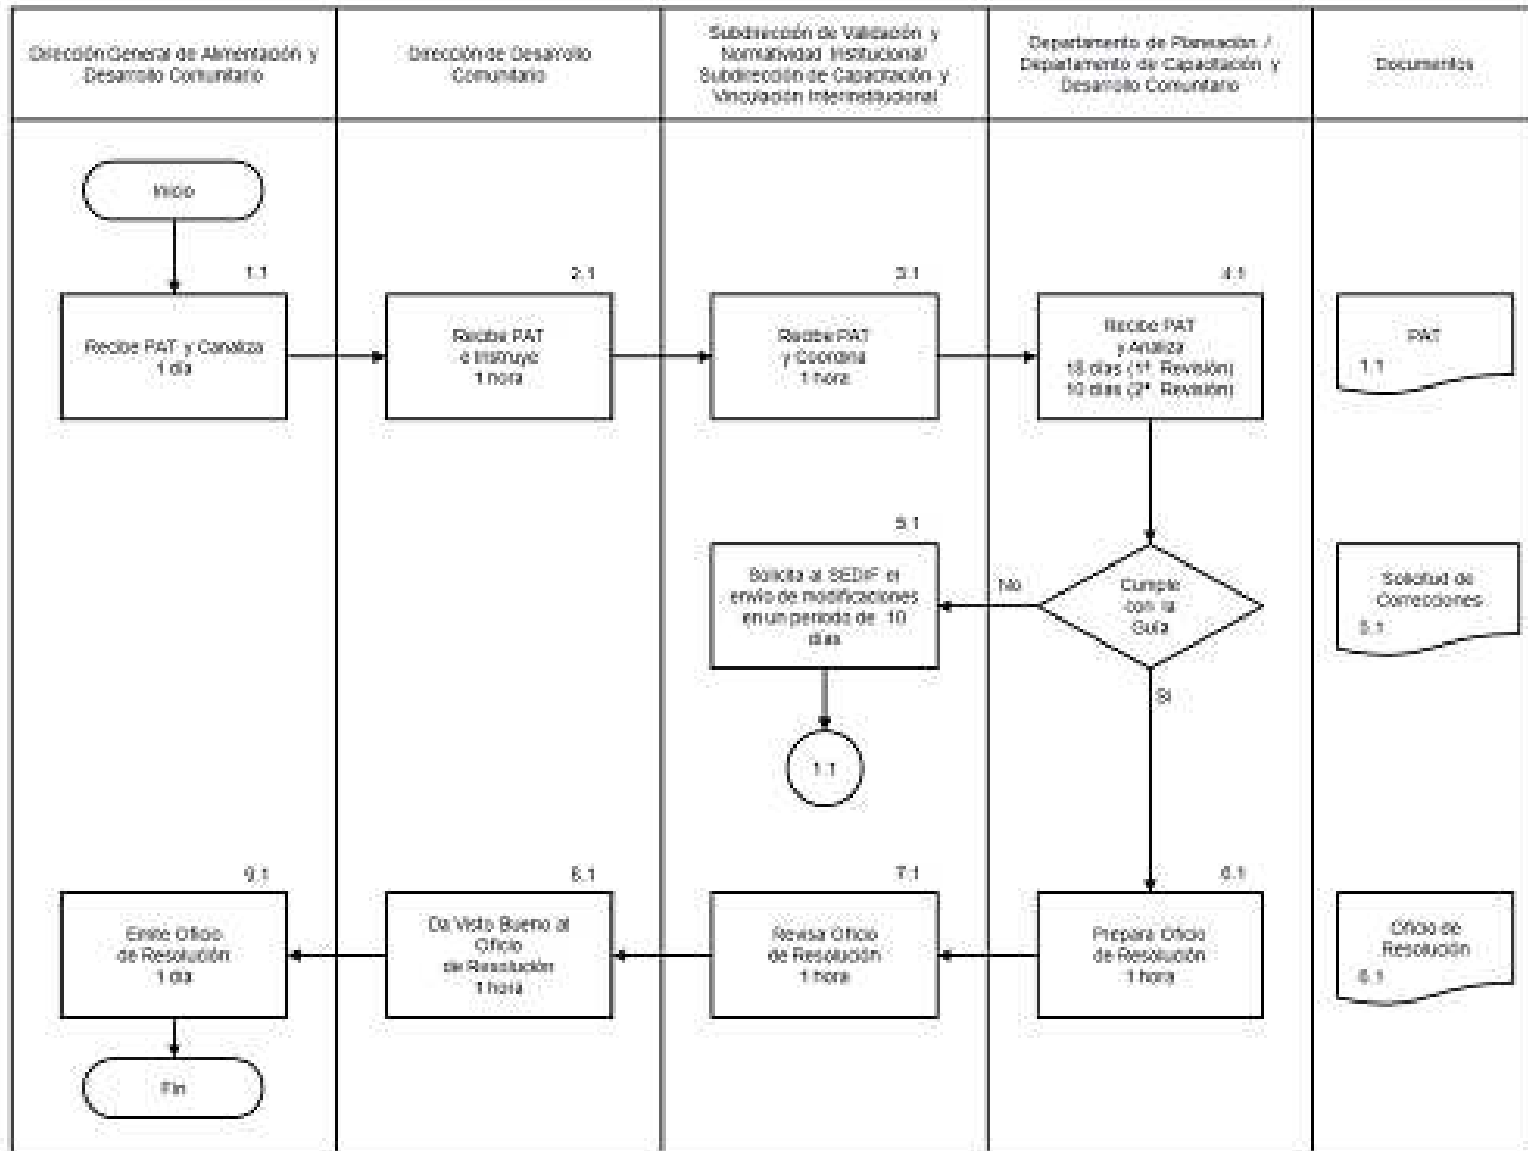 Dirección General de Alimentación y
Desarrollo Comunitario
Dirección de Desarrollo
Comunitario
Subdirección de Validación y
Normatividad Institucional/
Subdirección de Capacitación y
Vinculación Interinstitucional
Departamento de Planeación /
Departamento de Capacitación y
Desarrollo Comunitario
Documentos
Inicio
1.1
Recibe PAT y Canaliza
1 día
2.1
Recibe PAT
e Instruye
1 hora
3.1
Recibe PAT
y Coordina
1 hora
4.1
Recibe PAT
y Analiza
días (1ª Revisión)
10 días (2ª Revisión)
PAT
1.1
5.1
Solicita al SEDIF el
envío de modificaciones
en un periodo de 10
días
No
Cumple
con la
Guía
Si
Solicitud de
Correcciones
5.1
1.1
9.1
Emite Oficio
de Resolución
1 día
8.1
Da Visto Bueno al
Oficio
de Resolución
1 hora
7.1
Revisa Oficio
de Resolución
1 hora
6.1
Prepara Oficio
de Resolución
1 hora
Oficio de
Resolución
6.1
Fin